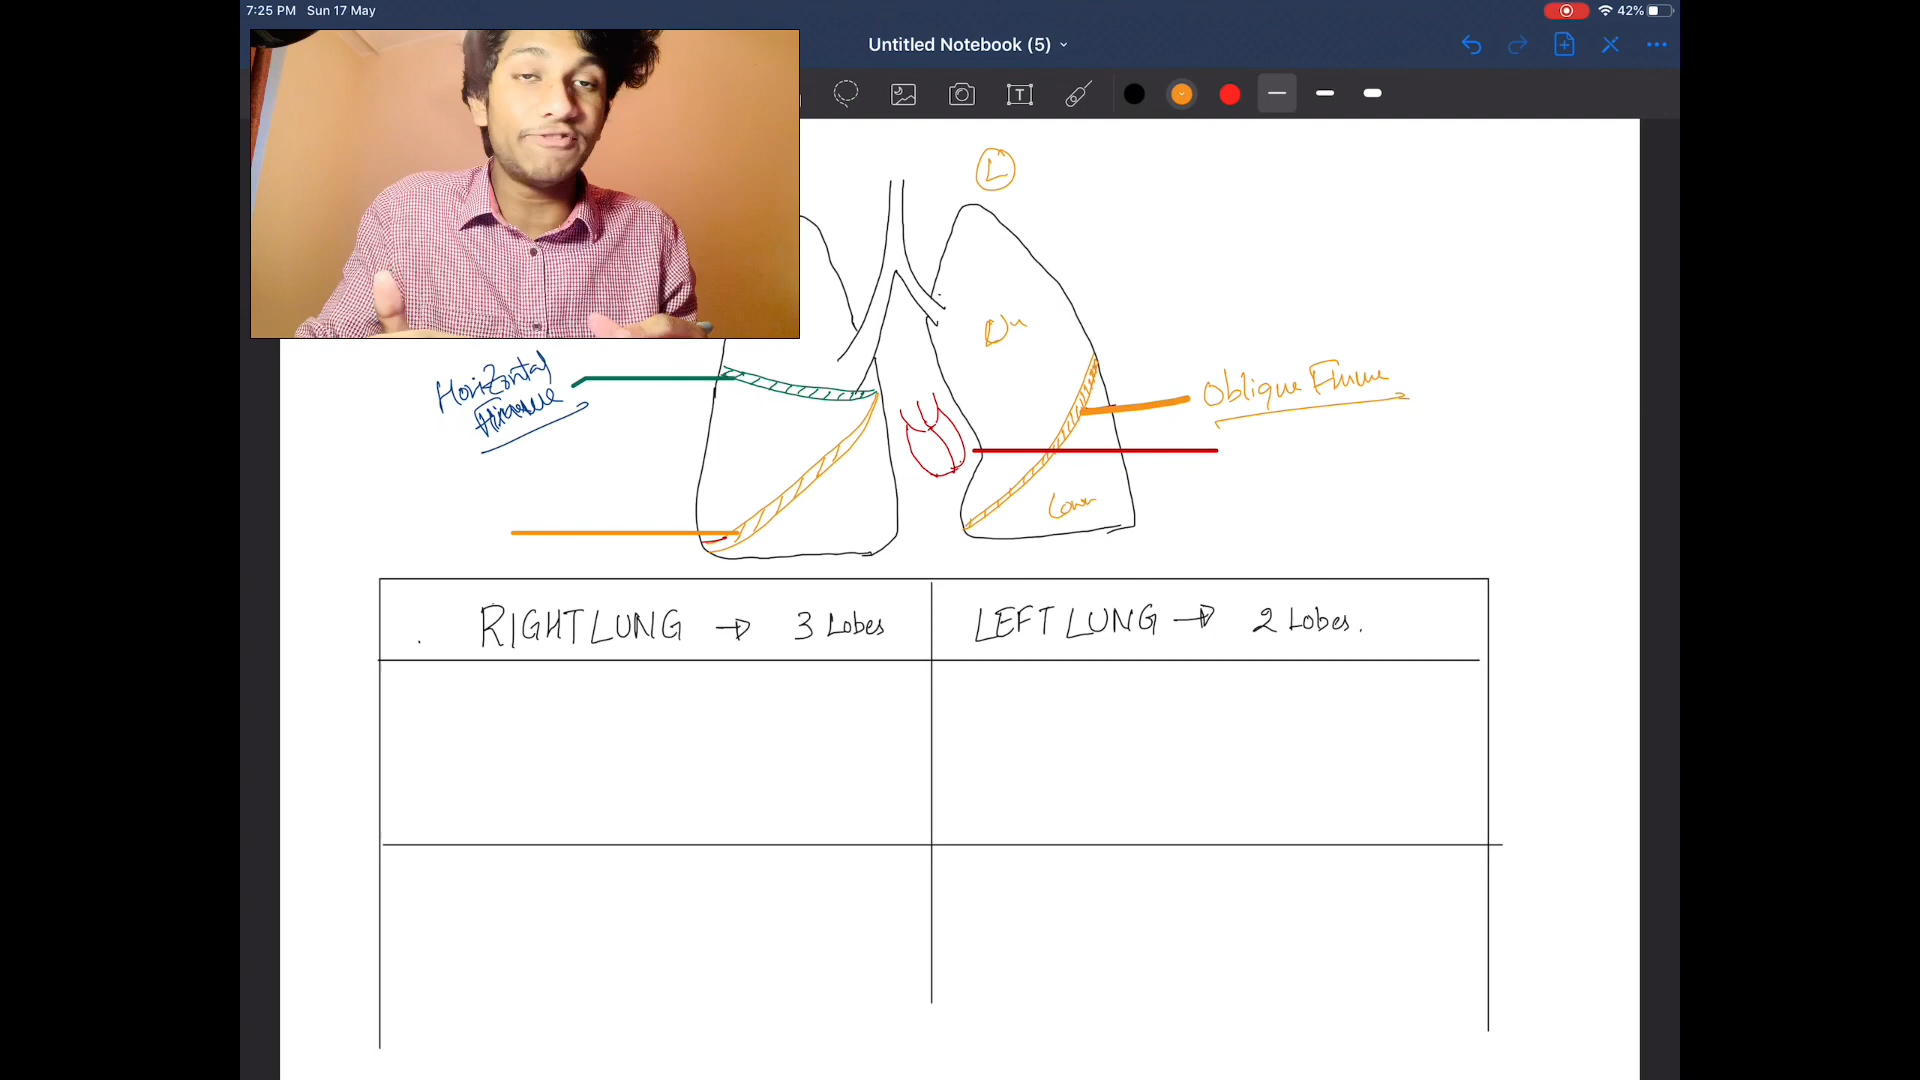 7:25 PM Sun 17 May
42%
Untitled Notebook (5)
T
L
Horizontal
Oblique Fissure
Lower
RIGHT LUNG → 3 Lobes
LEFT LUNG → 2 Lobes.